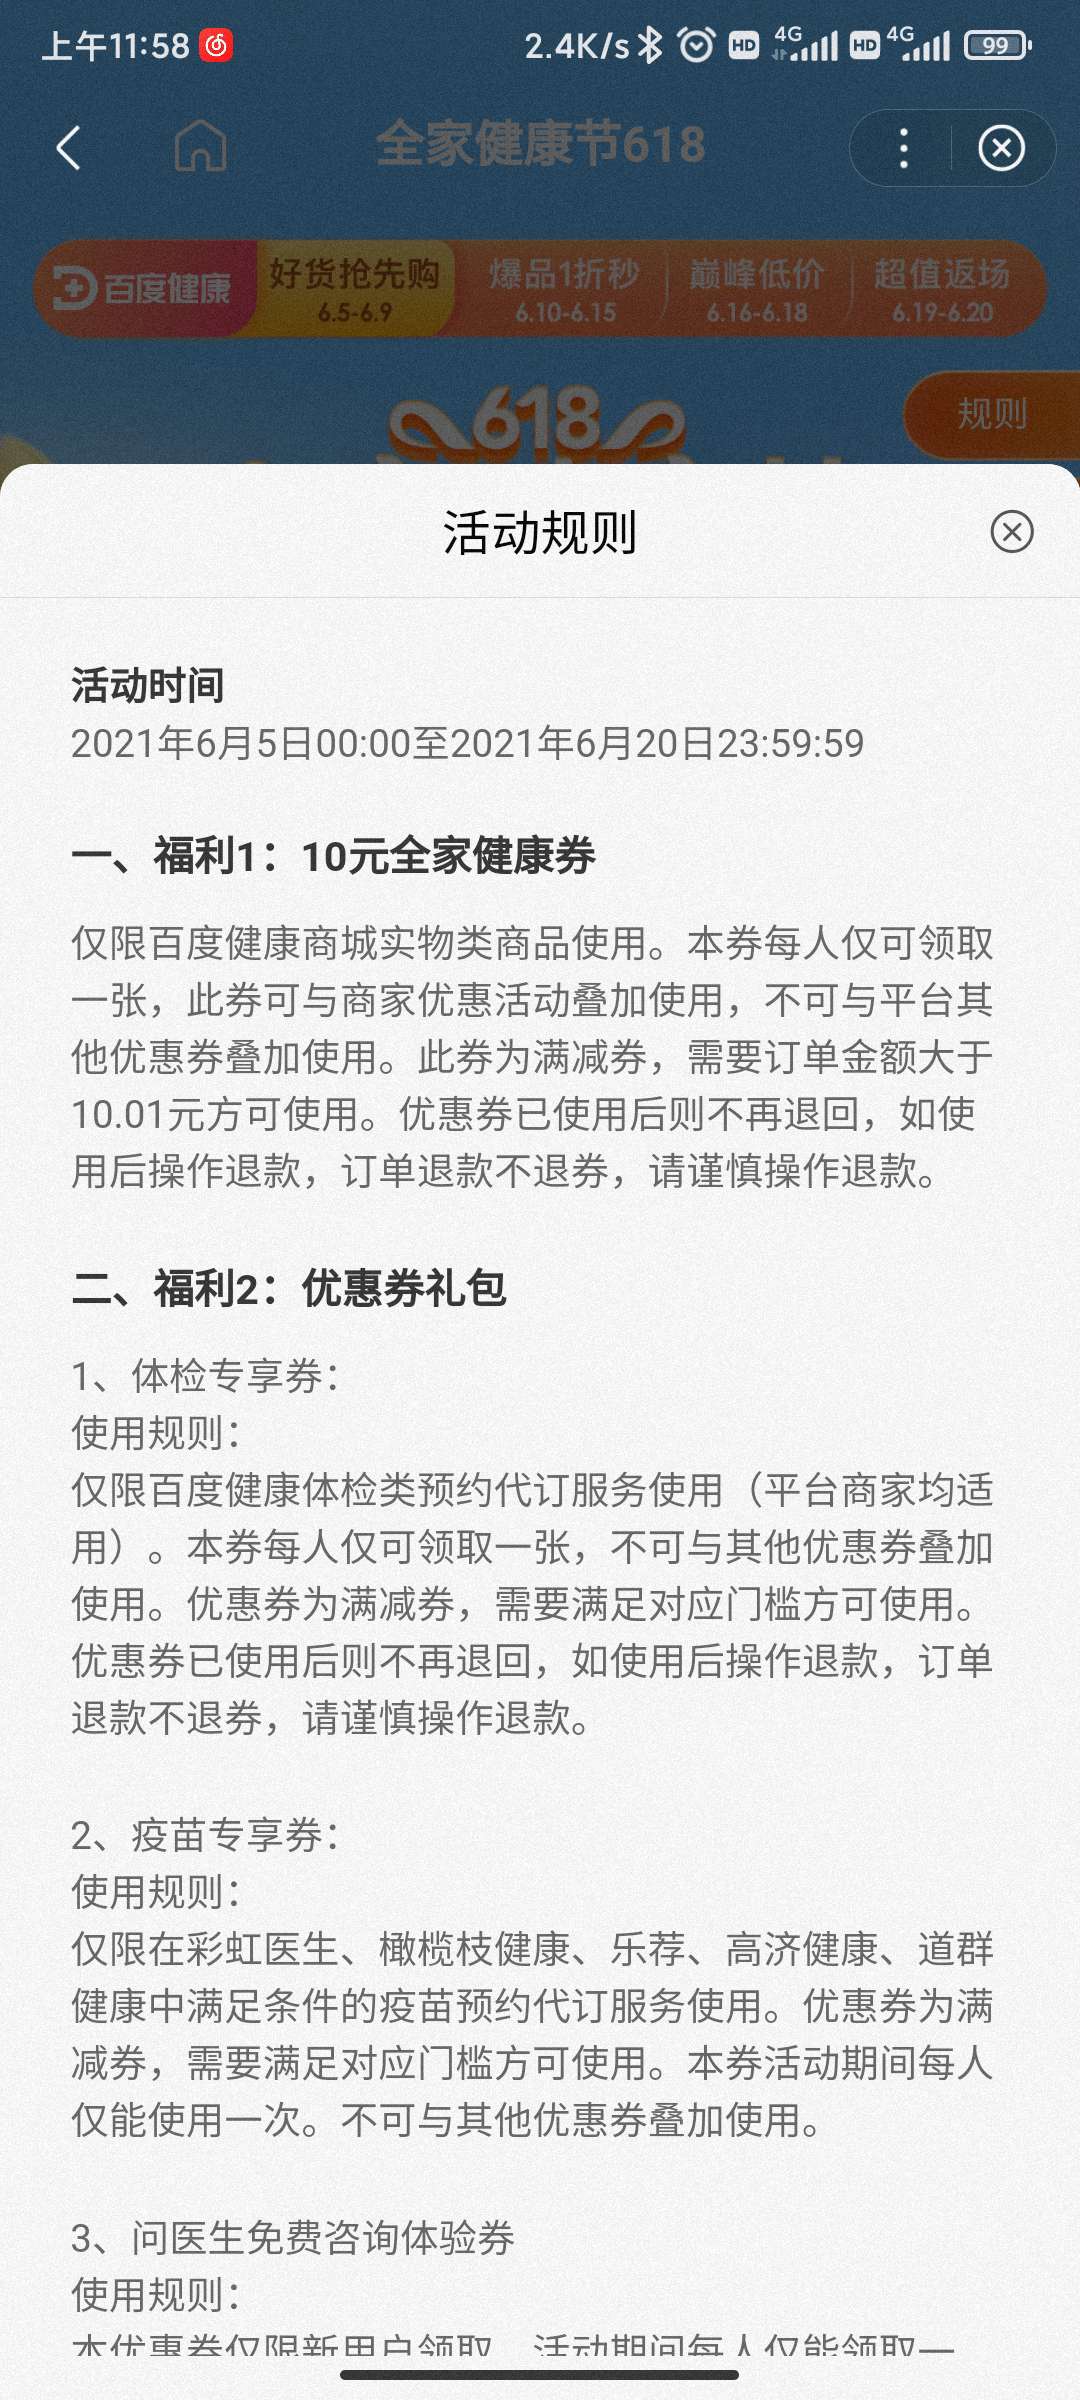 上午11:58
2.4K/s
HD
4G
HD
4G
99
全家健康节618
百度健康
好货抢先购
6.5-6.9
爆品1折秒
6.10-6.15
巅峰低价
6.16-6.18
超值返场
6.19-6.20
618
规则
活动规则
活动时间
2021年6月5日00:00至2021年6月20日23:59:59
一、福利1：10元全家健康券
仅限百度健康商城实物类商品使用。本券每人仅可领取
一张，此券可与商家优惠活动叠加使用，不可与平台其
他优惠券叠加使用。此券为满减券，需要订单金额大于
10.01元方可使用。优惠券已使用后则不再退回，如使
用后操作退款，订单退款不退券，请谨慎操作退款。
二、福利2：优惠券礼包
1、体检专享券：
使用规则：
仅限百度健康体检类预约代订服务使用（平台商家均适
用）。本券每人仅可领取一张，不可与其他优惠券叠加
使用。优惠券为满减券，需要满足对应门槛方可使用。
优惠券已使用后则不再退回，如使用后操作退款，订单
退款不退券，请谨慎操作退款。
2、疫苗专享券：
使用规则：
仅限在彩虹医生、橄榄枝健康、乐荐、高济健康、道群
健康中满足条件的疫苗预约代订服务使用。优惠券为满
减券，需要满足对应门槛方可使用。本券活动期间每人
仅能使用一次。不可与其他优惠券叠加使用。
3、问医生免费咨询体验券
使用规则：
本优惠券仅限新用户领取，活动期间每人仅能领取一